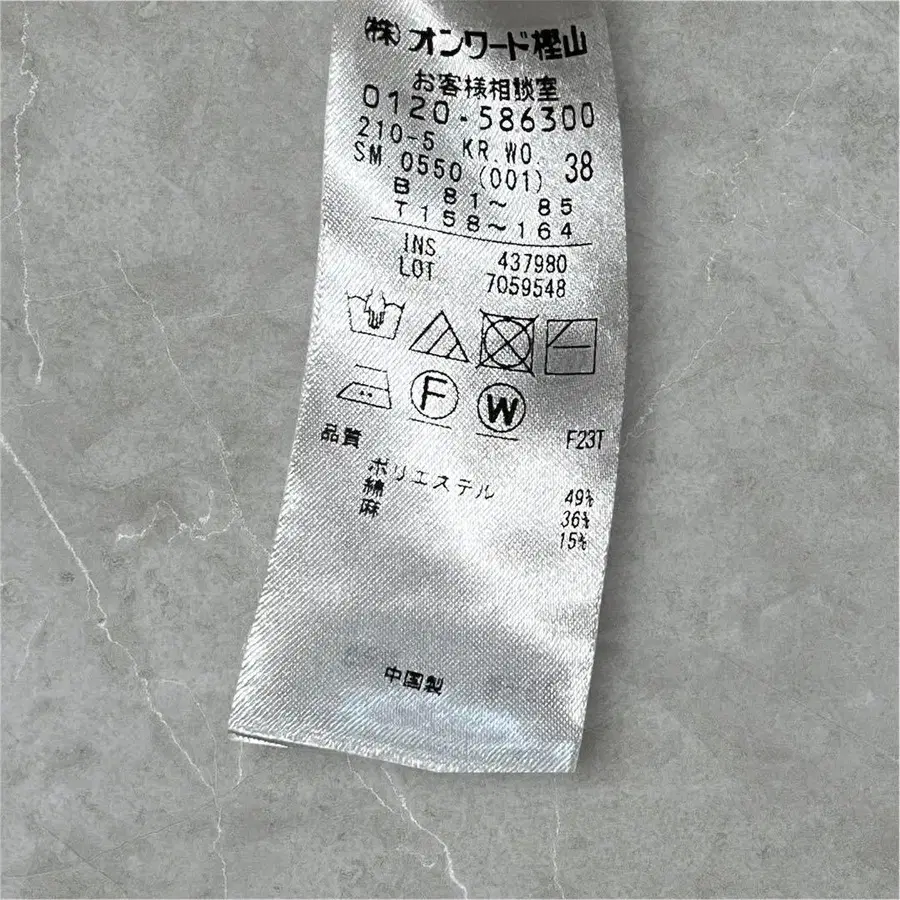 (株)オンワード樫山
お客様相談室
0120-586300
210-5 KR.WO. 38
SM 0550 (001)
B 81~ 85
T158~164
INS 437980
LOT 7059548
F W
F23T
品質
ポリエステル 49%
綿 36%
麻 15%
中国製